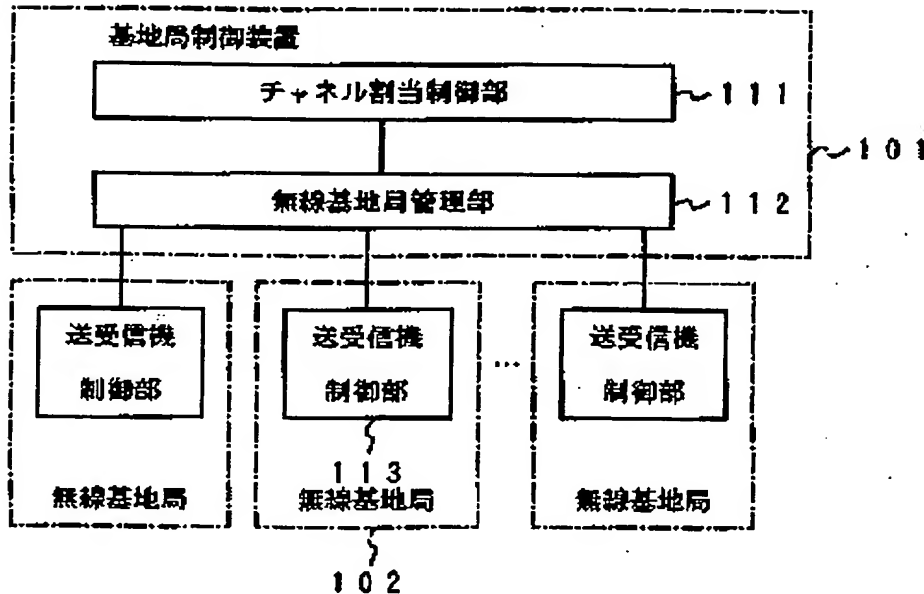 基地局制御装置
チャネル割当制御部
111
101
無線基地局管理部
112
送受信機
制御部
送受信機
制御部
...
送受信機
制御部
113
無線基地局
無線基地局
無線基地局
102